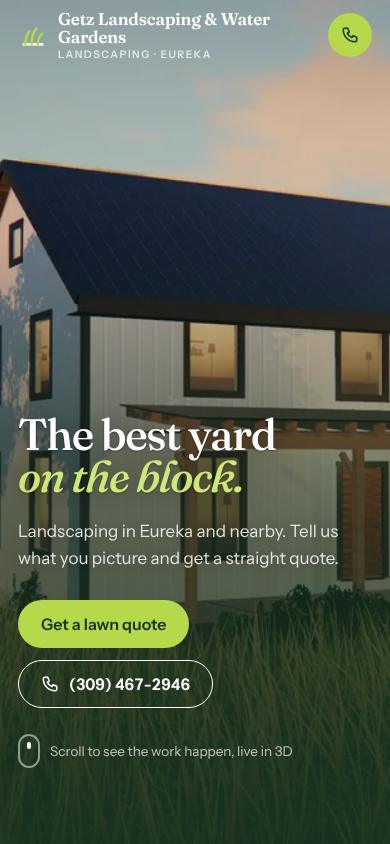 Getz Landscaping & Water
Gardens
LANDSCAPING · EUREKA
The best yard
on the block.
Landscaping in Eureka and nearby. Tell us
what you picture and get a straight quote.
Get a lawn quote
(309) 467-2946
Scroll to see the work happen, live in 3D